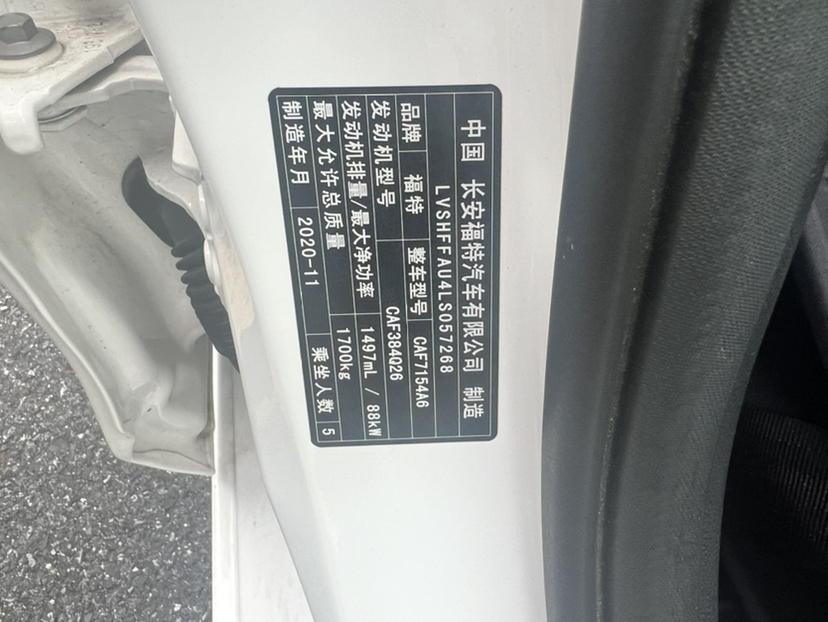 中国 长安福特汽车有限公司 制造
LVSHFFAU4LS057268
品牌 福特 整车型号 CAF7154A6
发动机型号 CAF384Q26
发动机排量/最大净功率 1497mL / 88kW
最大允许总质量 1700kg
制造年月 2020-11 乘坐人数 5